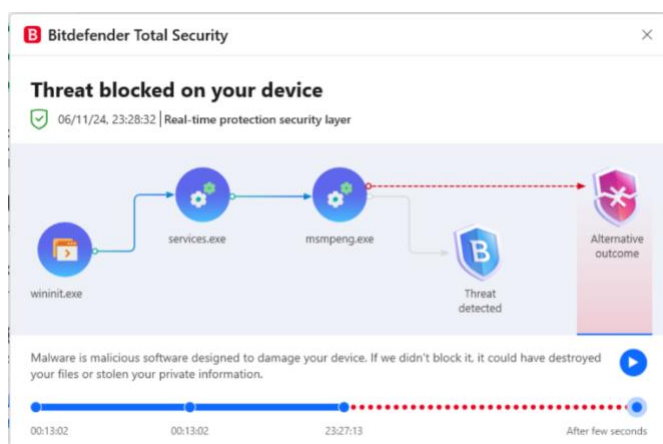 B Bitdefender Total Security
Threat blocked on your device
06/11/24, 23:28:32 | Real-time protection security layer
services.exe
msmpeng.exe
Alternative
outcome
B
wininit.exe
Threat
detected
Malware is malicious software designed to damage your device. If we didn't block it, it could have destroyed
your files or stolen your private information.
00:13:02
00:13:02
23:27:13
After few seconds